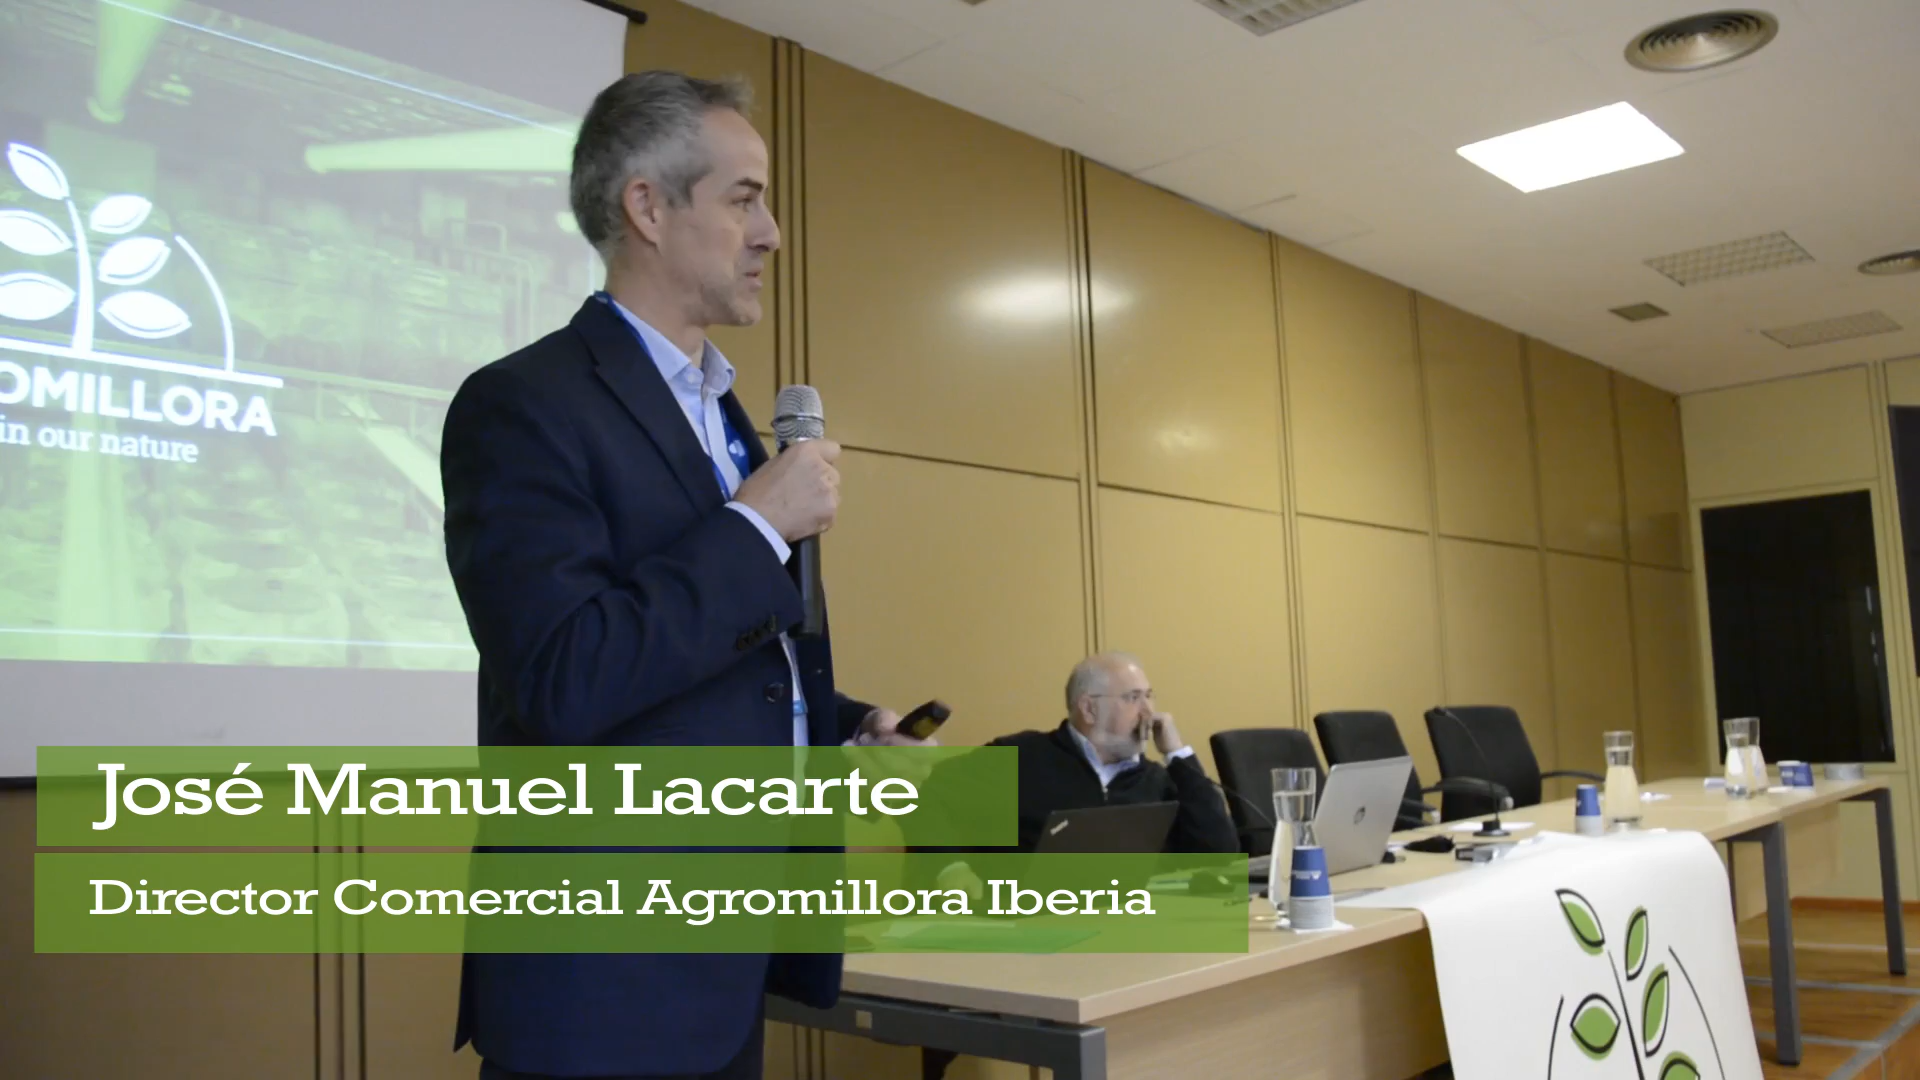 OMILLORA
in our nature
José Manuel Lacarte
Director Comercial Agromillora Iberia